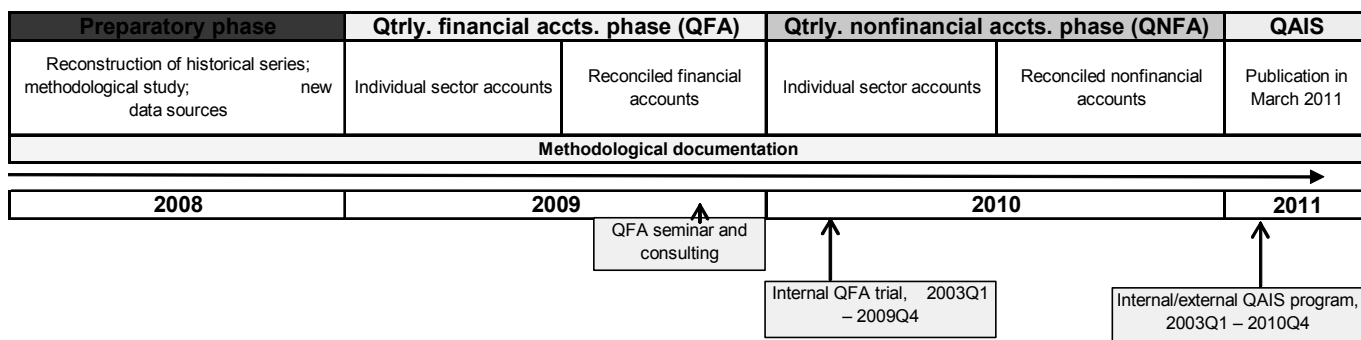 Preparatory phase
Qtrly. financial accts. phase (QFA)
Qtrly. nonfinancial accts. phase (QNFA)
QAIS
Reconstruction of historical series;
methodological study; new
data sources
Individual sector accounts
Reconciled financial
accounts
Individual sector accounts
Reconciled nonfinancial
accounts
Publication in
March 2011
Methodological documentation
2008
2009
2010
2011
QFA seminar and
consulting
Internal QFA trial, 2003Q1
– 2009Q4
Internal/external QAIS program,
2003Q1 – 2010Q4